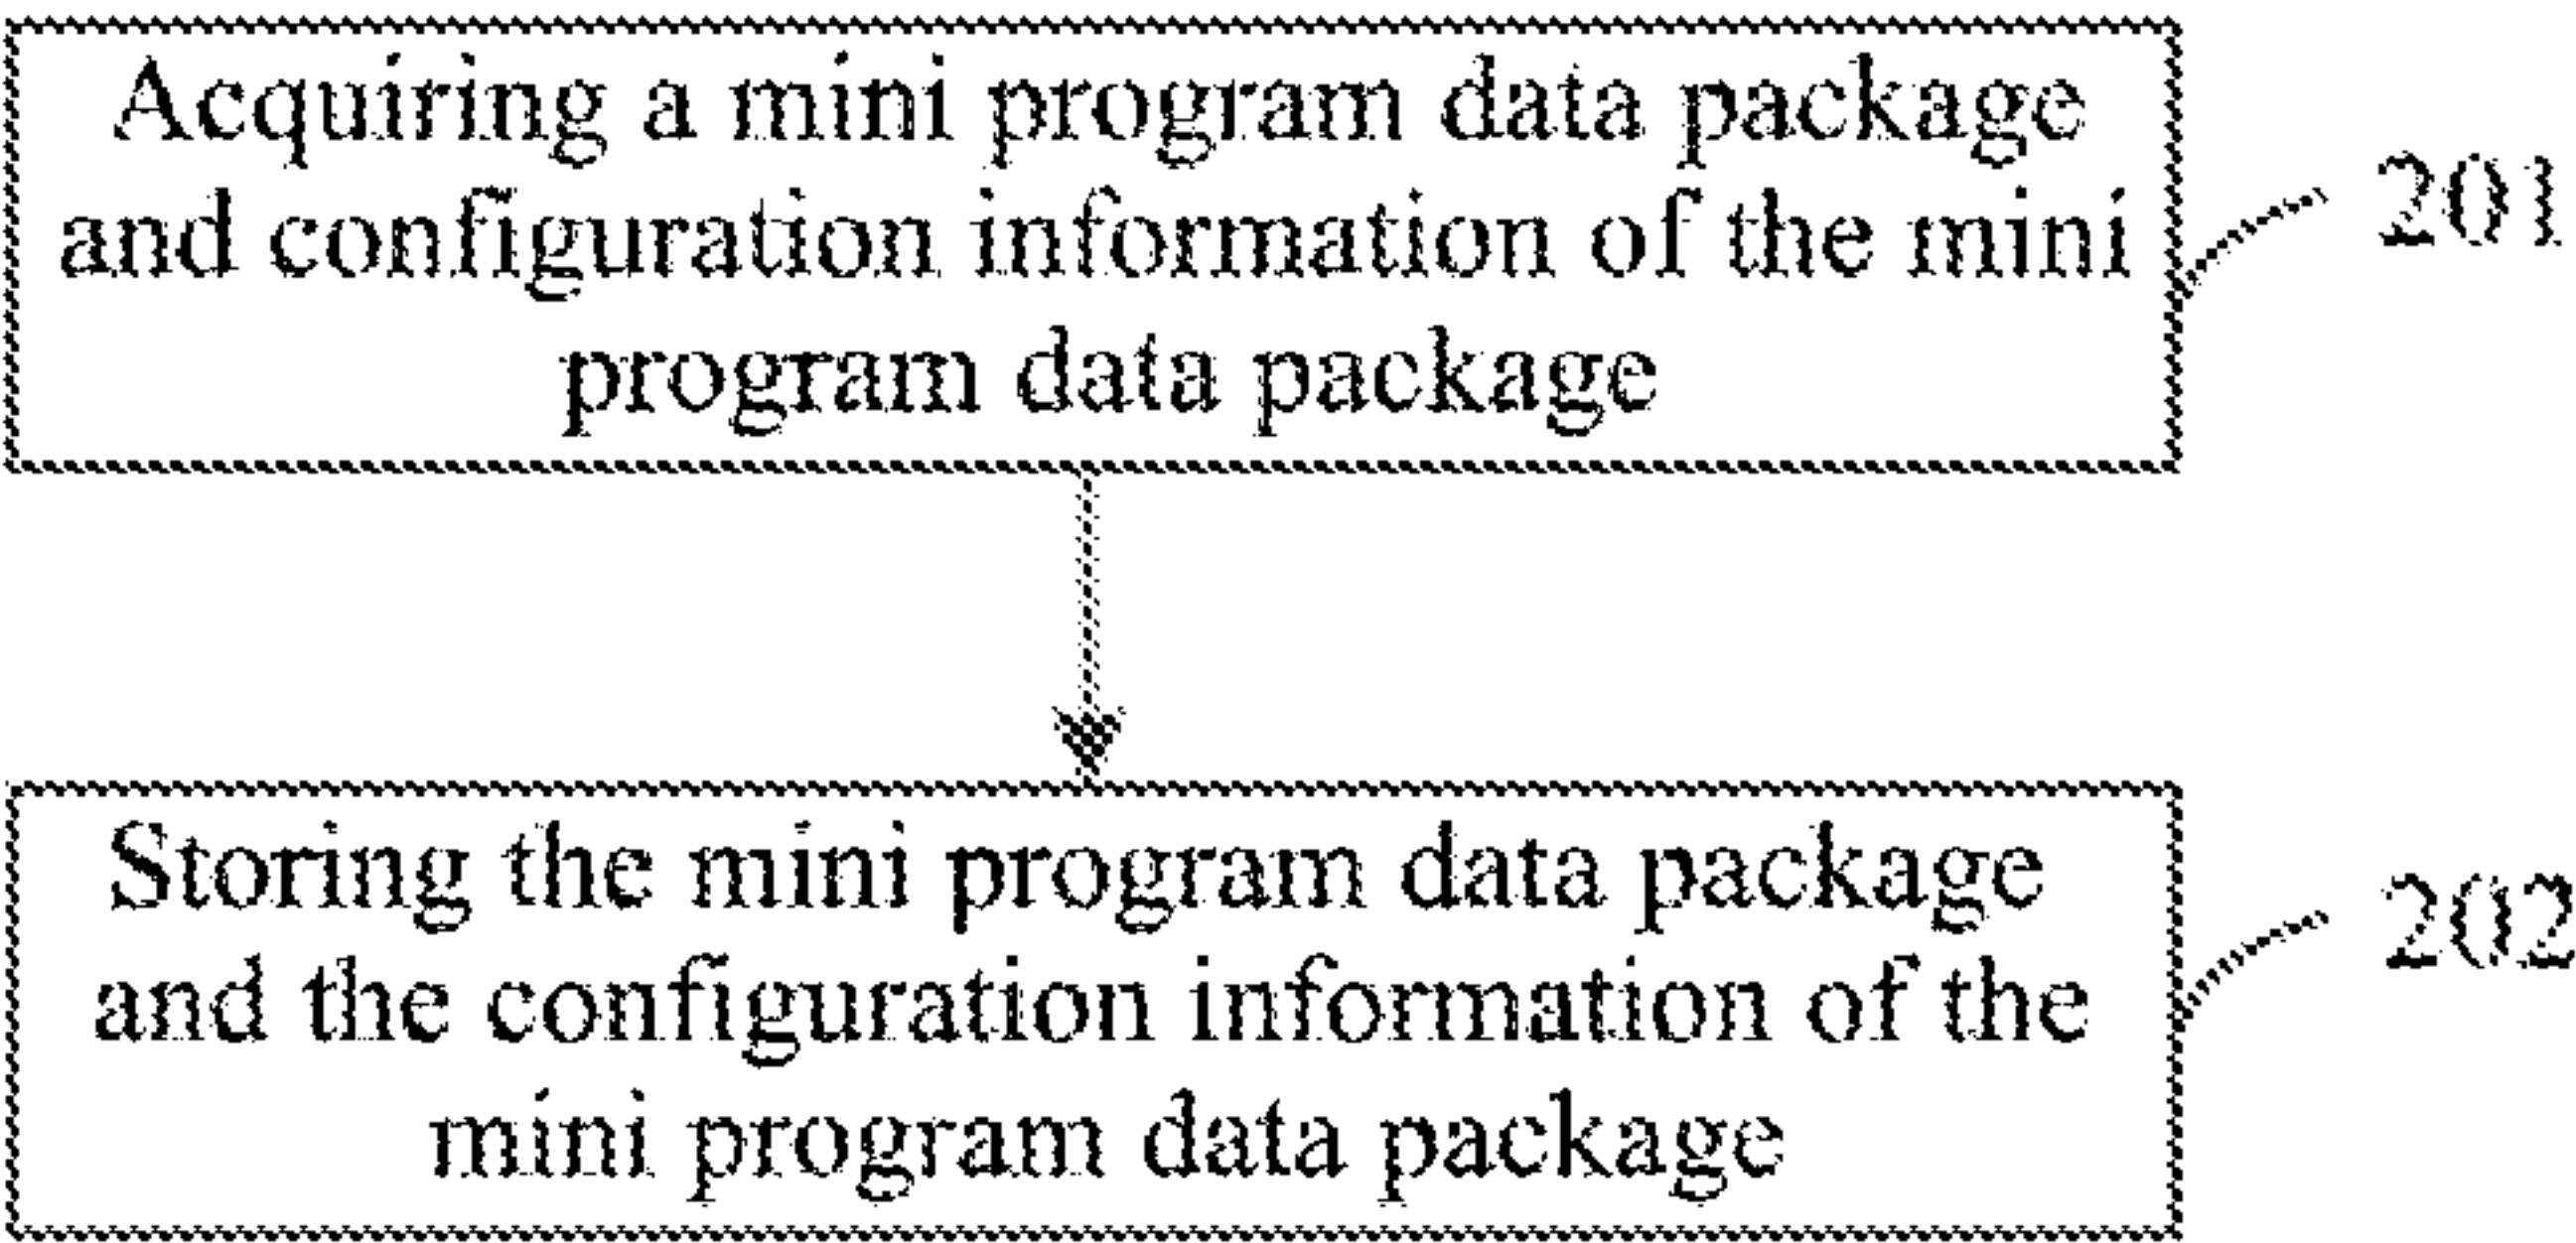 Acquiring a mini program data package
and configuration information of the mini
program data package
201
Storing the mini program data package
and the configuration information of the
mini program data package
202